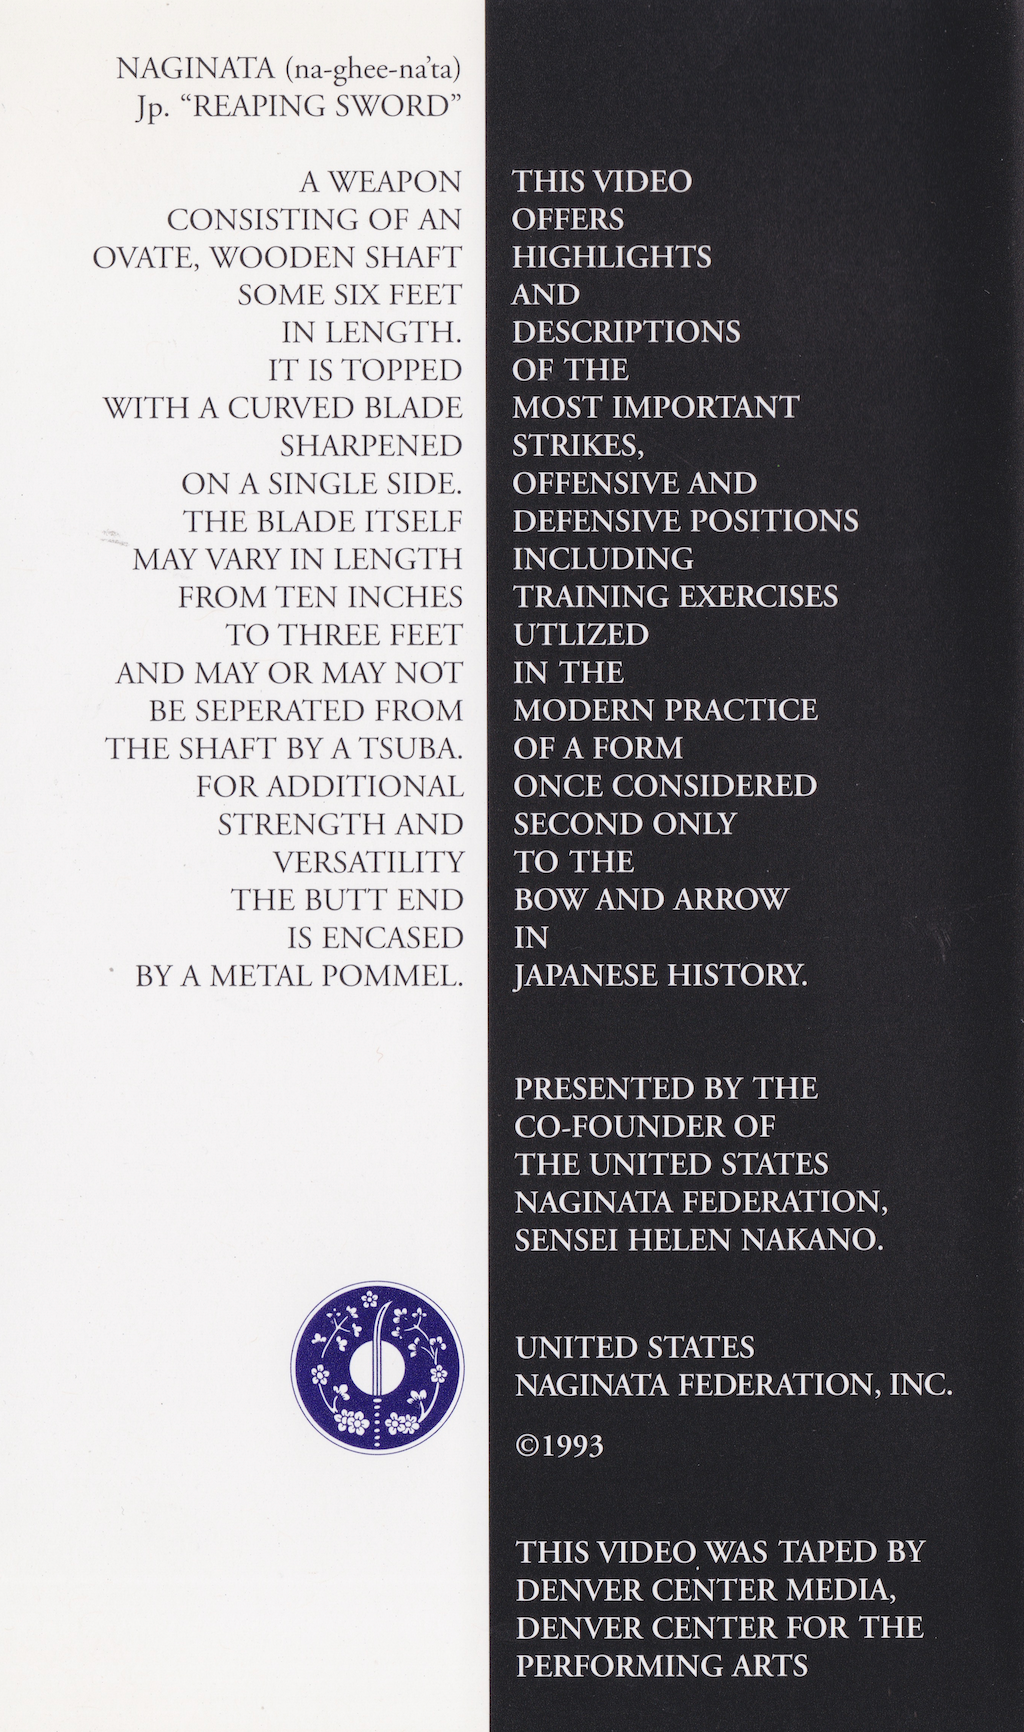 NAGINATA (na-ghee-na'ta)
Jp. “REAPING SWORD”
A WEAPON
CONSISTING OF AN
OVATE, WOODEN SHAFT
SOME SIX FEET
IN LENGTH.
IT IS TOPPED
WITH A CURVED BLADE
SHARPENED
ON A SINGLE SIDE.
THE BLADE ITSELF
MAY VARY IN LENGTH
FROM TEN INCHES
TO THREE FEET
AND MAY OR MAY NOT
BE SEPERATED FROM
THE SHAFT BY A TSUBA.
FOR ADDITIONAL
STRENGTH AND
VERSATILITY
THE BUTT END
IS ENCASED
BY A METAL POMMEL.
THIS VIDEO
OFFERS
HIGHLIGHTS
AND
DESCRIPTIONS
OF THE
MOST IMPORTANT
STRIKES,
OFFENSIVE AND
DEFENSIVE POSITIONS
INCLUDING
TRAINING EXERCISES
UTLIZED
IN THE
MODERN PRACTICE
OF A FORM
ONCE CONSIDERED
SECOND ONLY
TO THE
BOW AND ARROW
IN
JAPANESE HISTORY.
PRESENTED BY THE
CO-FOUNDER OF
THE UNITED STATES
NAGINATA FEDERATION,
SENSEI HELEN NAKANO.
UNITED STATES
NAGINATA FEDERATION, INC.
©1993
THIS VIDEO WAS TAPED BY
DENVER CENTER MEDIA,
DENVER CENTER FOR THE
PERFORMING ARTS